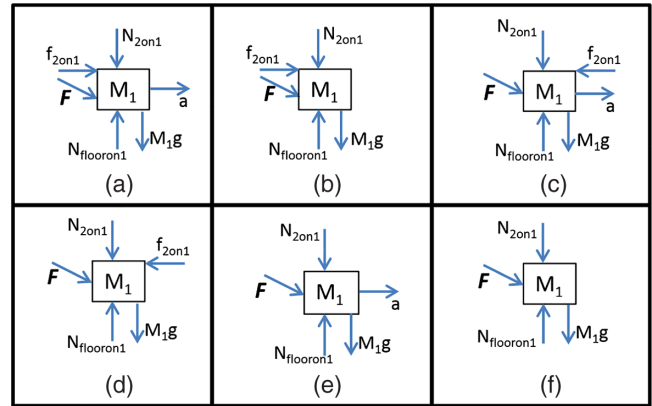 N2on1
f2on1
F
M1
a
Nflooron1
M1g
(a)
N2on1
f2on1
F
M1
Nflooron1
M1g
(b)
N2on1
f2on1
F
M1
a
Nflooron1
M1g
(c)
N2on1
f2on1
F
M1
Nflooron1
M1g
(d)
N2on1
F
M1
a
Nflooron1
M1g
(e)
N2on1
F
M1
Nflooron1
M1g
(f)